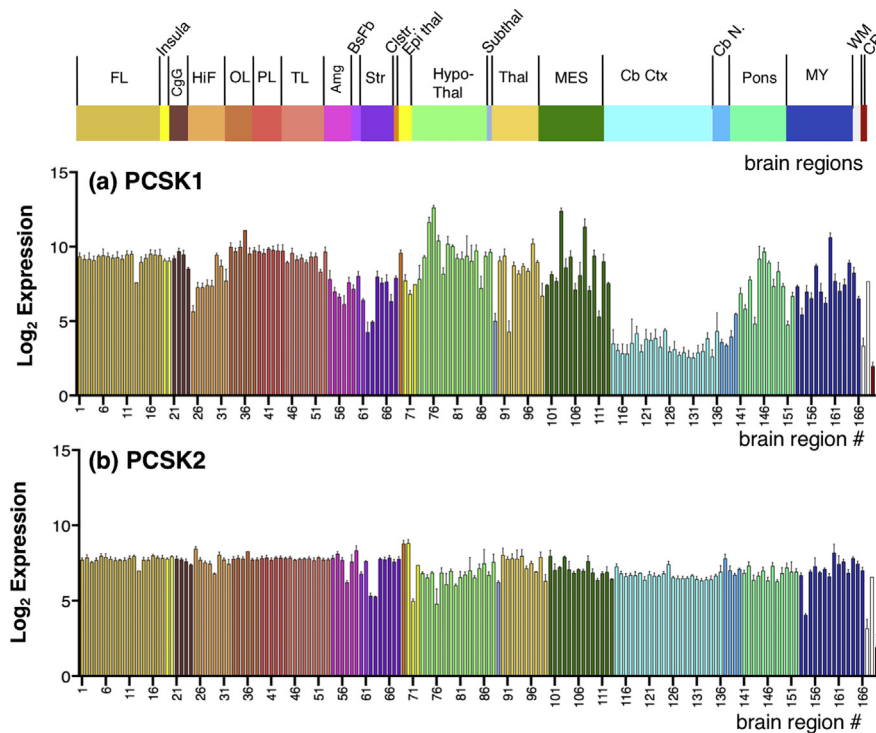 Insula
BsFb
Clstr.
Epi thal
Subthal
Cb N.
WM
FL
CgG
HiF
OL
PL
TL
Amg
Str
Hypo-
Thal
Thal
MES
Cb Ctx
Pons
MY
brain regions
(a) PCSK1
Log2 Expression
15
10
5
0
1 6 11 16 21 26 31 36 41 46 51 56 61 66 71 76 81 86 91 96 101 106 111 116 121 126 131 136 141 146 151 156 161 166
brain region #
(b) PCSK2
Log2 Expression
15
10
5
0
1 6 11 16 21 26 31 36 41 46 51 56 61 66 71 76 81 86 91 96 101 106 111 116 121 126 131 136 141 146 151 156 161 166
brain region #